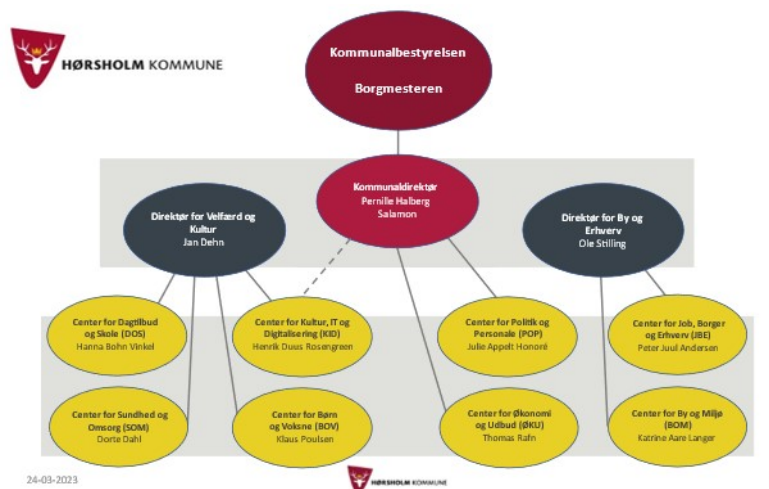 HØRSHOLM KOMMUNE
Kommunalbestyrelsen
Borgmesteren
Kommunaldirektør
Pernille Halberg
Salamon
Direktør for Velfærd og
Kultur
Jan Dehn
Direktør for By og
Erhverv
Ole Stilling
Center for Dagtilbud
og Skole (DOS)
Hanna Bohn Vinkel
Center for Kultur, IT og
Digitalisering (KID)
Henrik Duus Rosengreen
Center for Politik og
Personale (POP)
Julie Appelt Honoré
Center for Job, Borger
og Erhverv (JBE)
Peter Juul Andersen
Center for Sundhed og
Omsorg (SOM)
Dorte Dahl
Center for Børn
og Voksne (BOV)
Klaus Poulsen
Center for Økonomi
og Udbud (ØKU)
Thomas Rafn
Center for By og Miljø
(BOM)
Katrine Aare Langer
24-03-2023
HØRSHOLM KOMMUNE